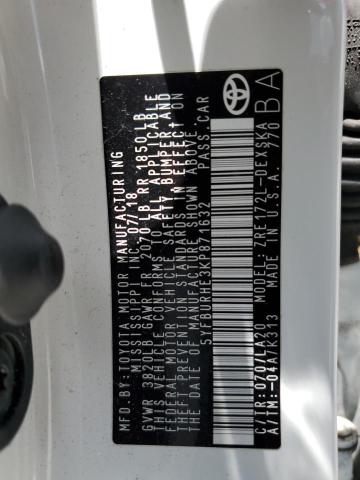 MFD.BY: TOYOTA MOTOR MANUFACTURING
MISSISSIPPI INC. 07/18
GVWR 3820LB GAWR FR 2070 LB RR 1850 LB
THIS VEHICLE CONFORMS TO ALL APPLICABLE
FEDERAL MOTOR VEHICLE SAFETY BUMPER AND
THEFT PREVENTION STANDARDS IN EFFECT ON
THE DATE OF MANUFACTURE SHOWN ABOVE.
5YFBURHE3KP871632 PASS.CAR
C/TR: 070/LA20 MODEL: ZRE172L-DEXSKA
A/TM: -04A/K313 MADE IN U.S.A. 770
BA